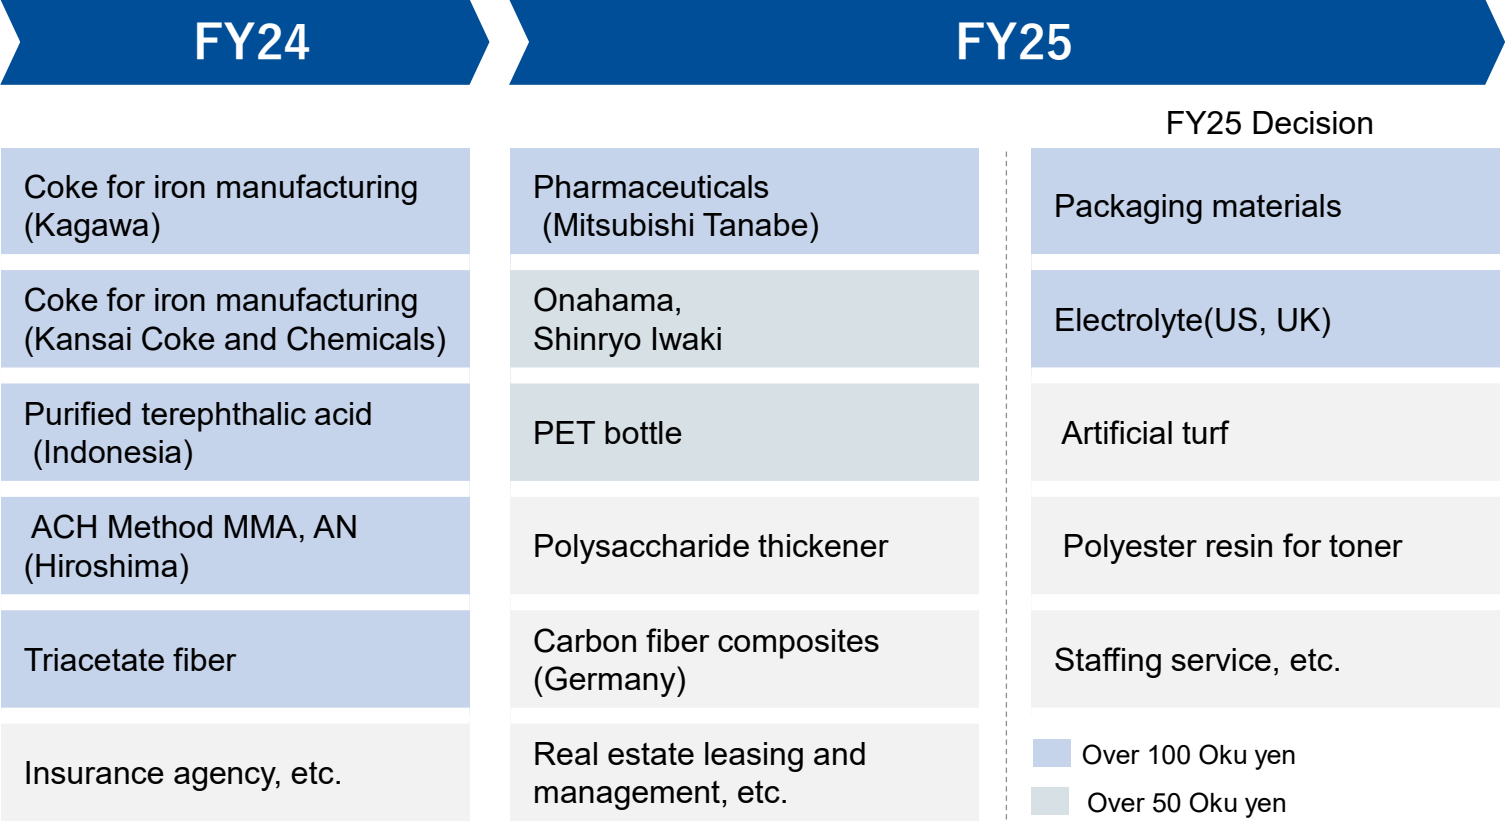 FY24
FY25
Coke for iron manufacturing
(Kagawa)
Coke for iron manufacturing
(Kansai Coke and Chemicals)
Purified terephthalic acid
(Indonesia)
ACH Method MMA, AN
(Hiroshima)
Triacetate fiber
Insurance agency, etc.
Pharmaceuticals
(Mitsubishi Tanabe)
Onahama,
Shinryo Iwaki
PET bottle
Polysaccharide thickener
Carbon fiber composites
(Germany)
Real estate leasing and
management, etc.
FY25 Decision
Packaging materials
Electrolyte(US, UK)
Artificial turf
Polyester resin for toner
Staffing service, etc.
Over 100 Oku yen
Over 50 Oku yen